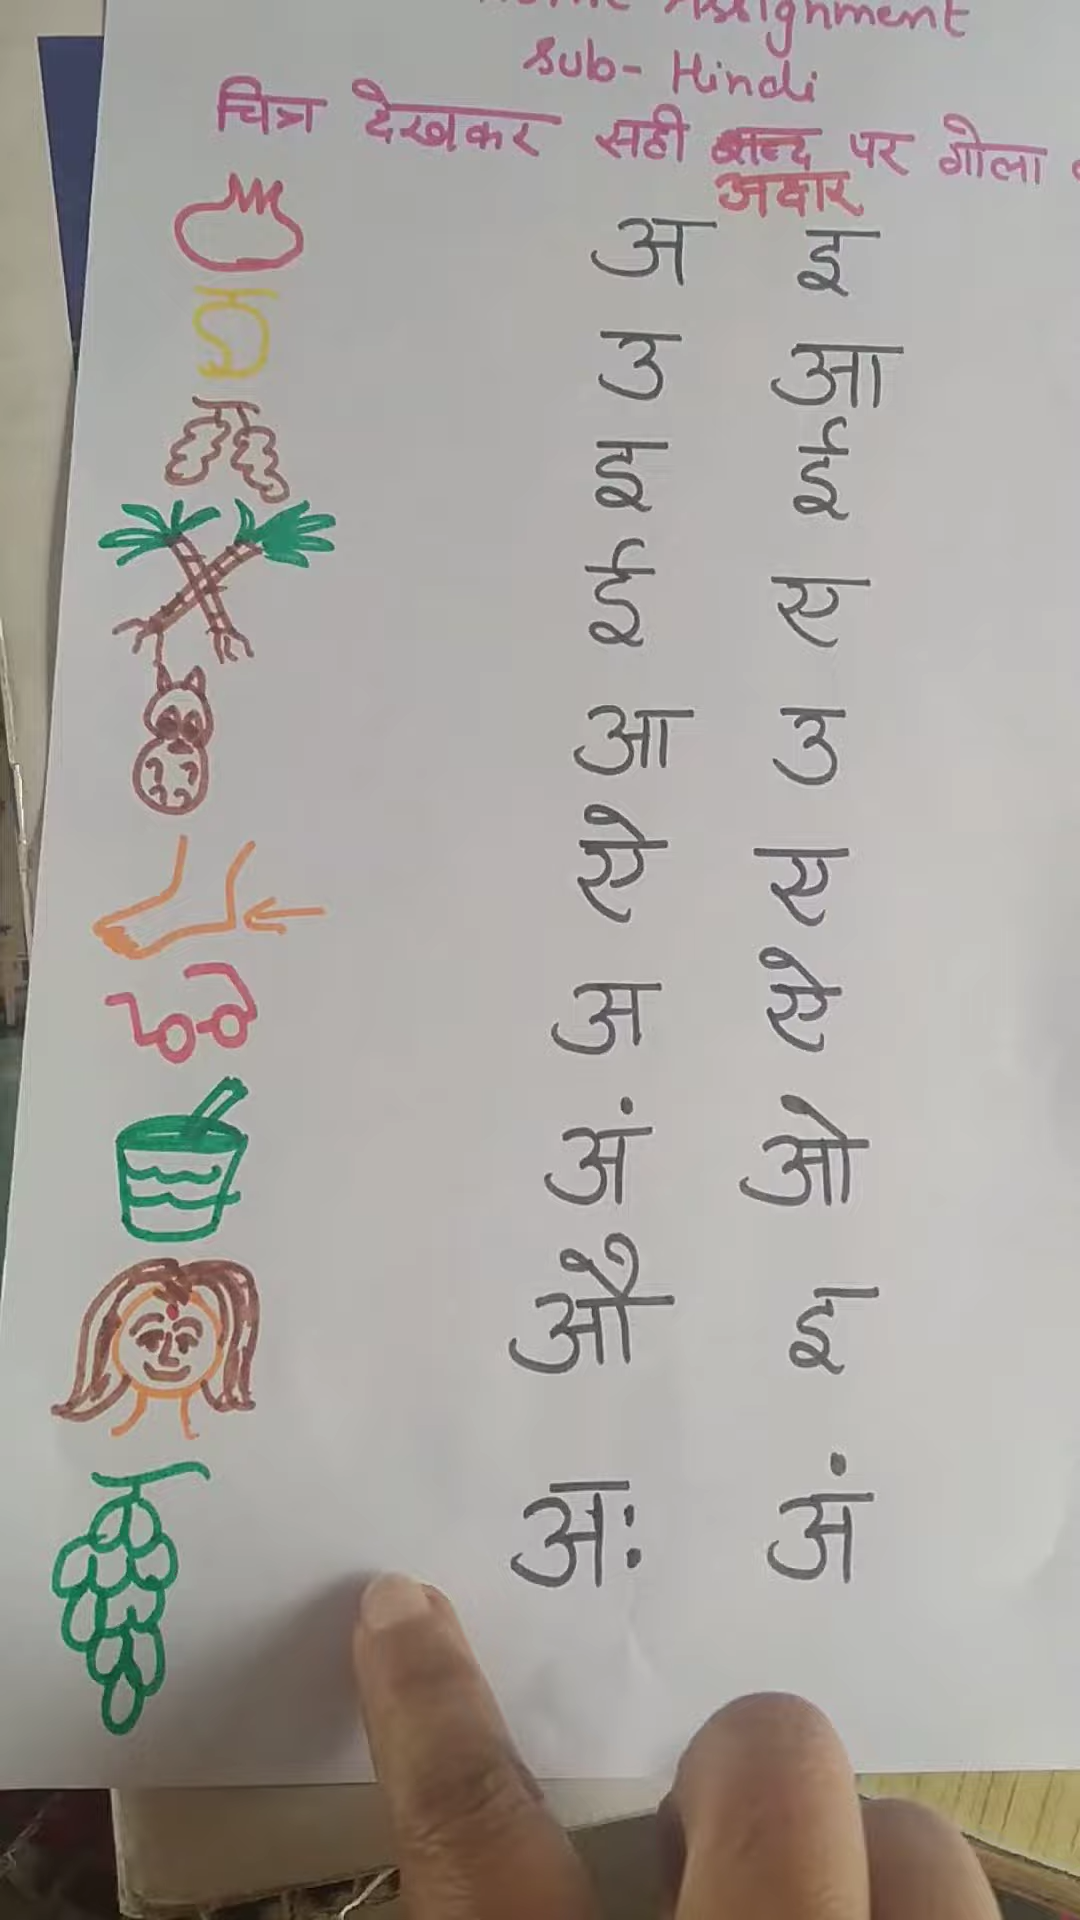 Assignment
Sub- Hindi
चित्र देखकर सही पर गोला
अक्षर
अ इ
उ आ
इ ई
ई ए
आ उ
ऐ ए
अ ऐ
अं ओ
औ इ
अः अं